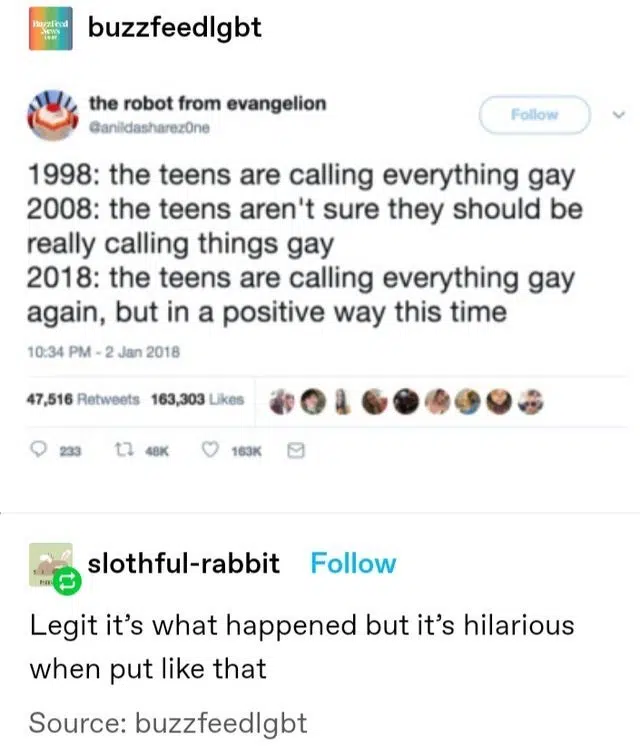 BuzzFeed
News
buzzfeedlgbt
the robot from evangelion
@anildasharez0ne
Follow
1998: the teens are calling everything gay
2008: the teens aren't sure they should be
really calling things gay
2018: the teens are calling everything gay
again, but in a positive way this time
10:34 PM - 2 Jan 2018
47,516 Retweets 163,303 Likes
233 48K 163K
slothful-rabbit Follow
Legit it’s what happened but it’s hilarious
when put like that
Source: buzzfeedlgbt